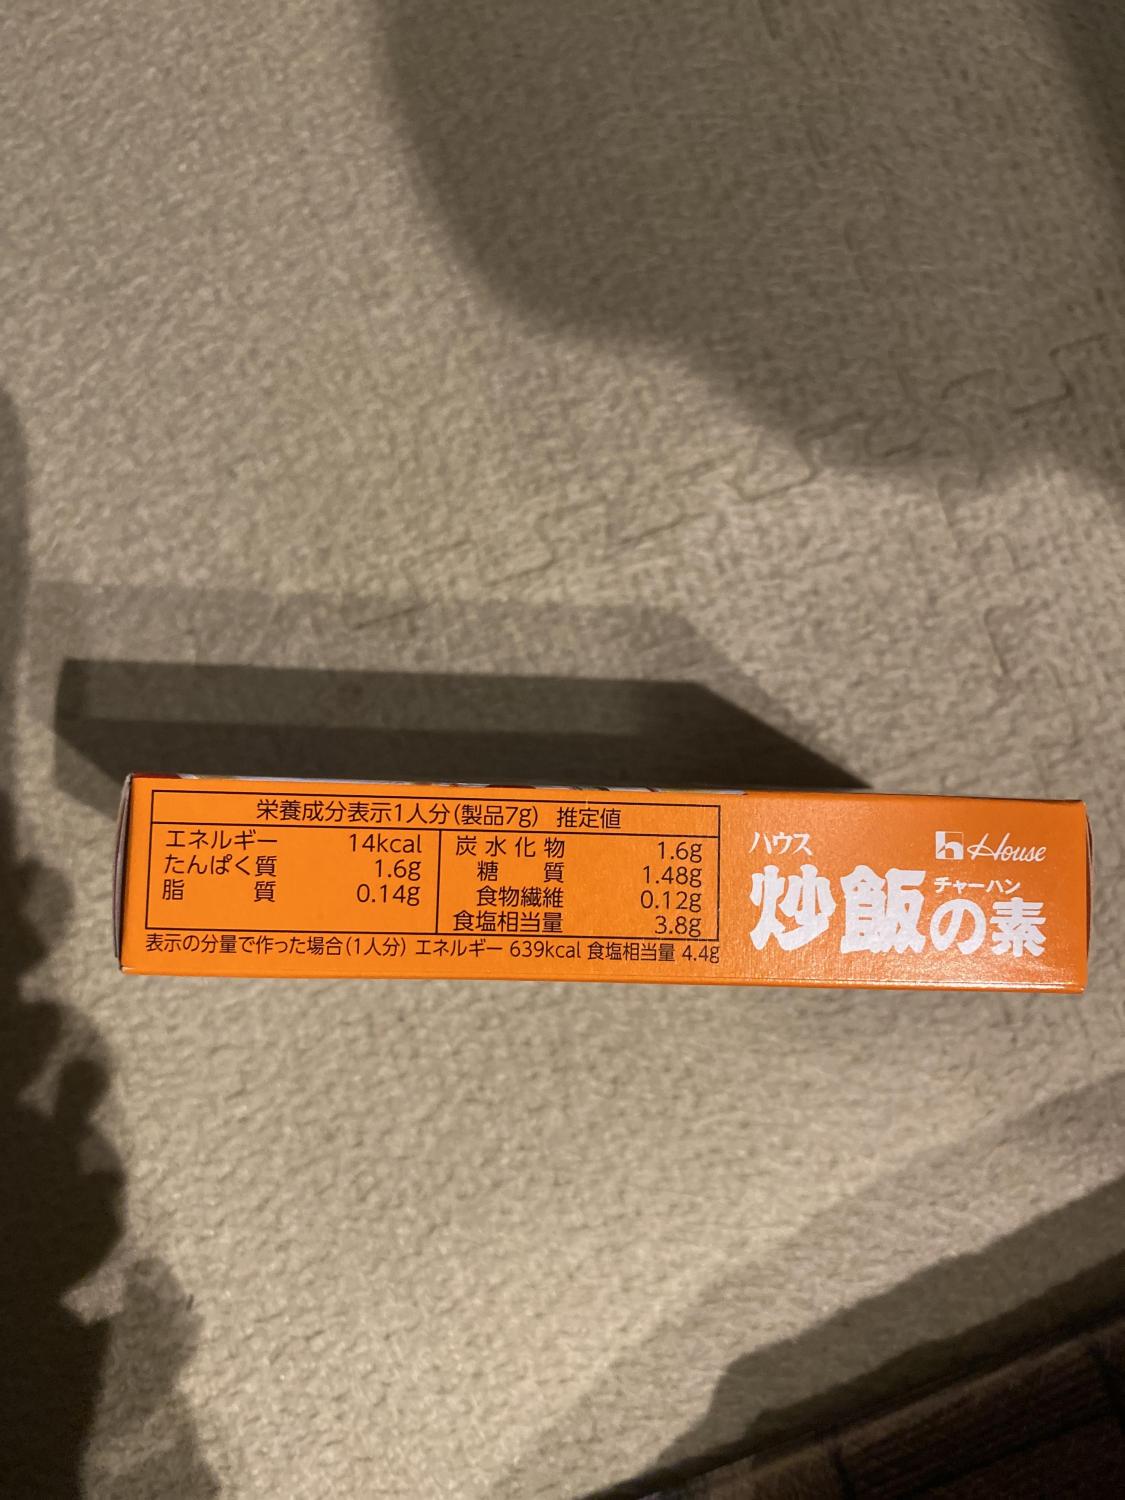 栄養成分表示1人分(製品7g) 推定値
エネルギー 14kcal
たんぱく質 1.6g
脂質 0.14g
炭水化物 1.6g
糖質 1.48g
食物繊維 0.12g
食塩相当量 3.8g
表示の分量で作った場合(1人分) エネルギー 639kcal 食塩相当量 4.4g
ハウス House
チャーハン
炒飯の素